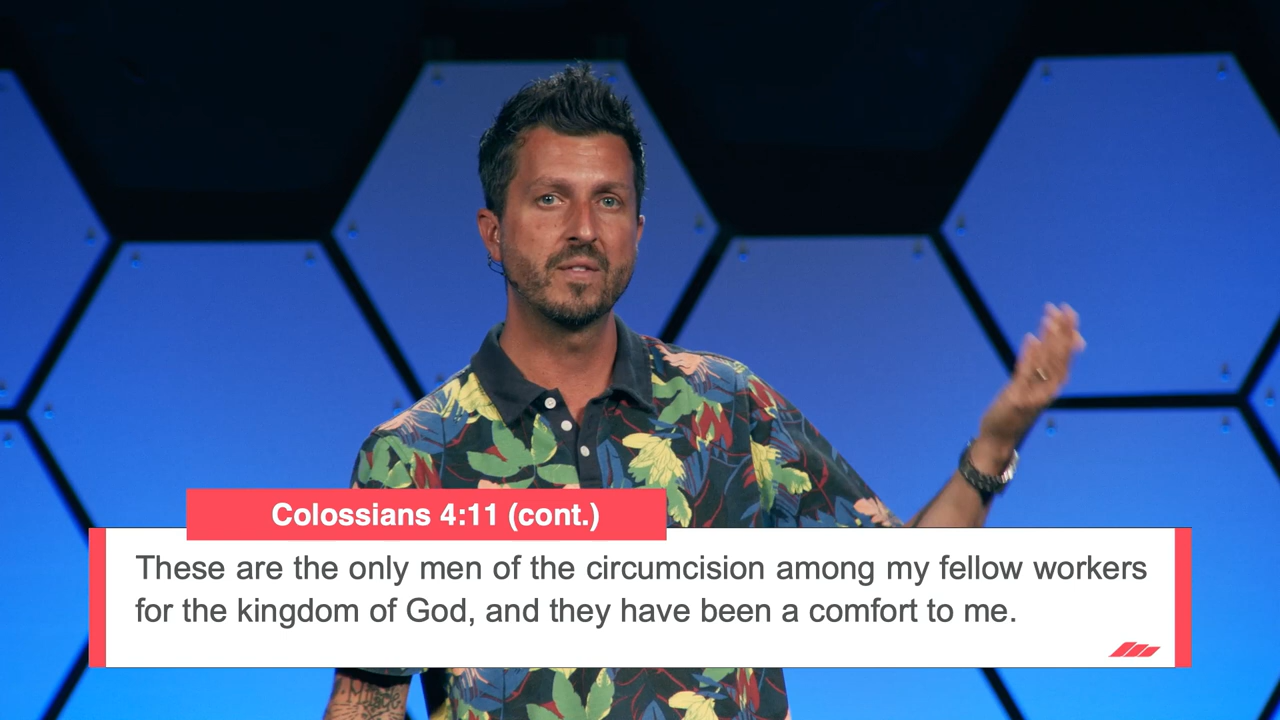 Colossians 4:11 (cont.)
These are the only men of the circumcision among my fellow workers
for the kingdom of God, and they have been a comfort to me.